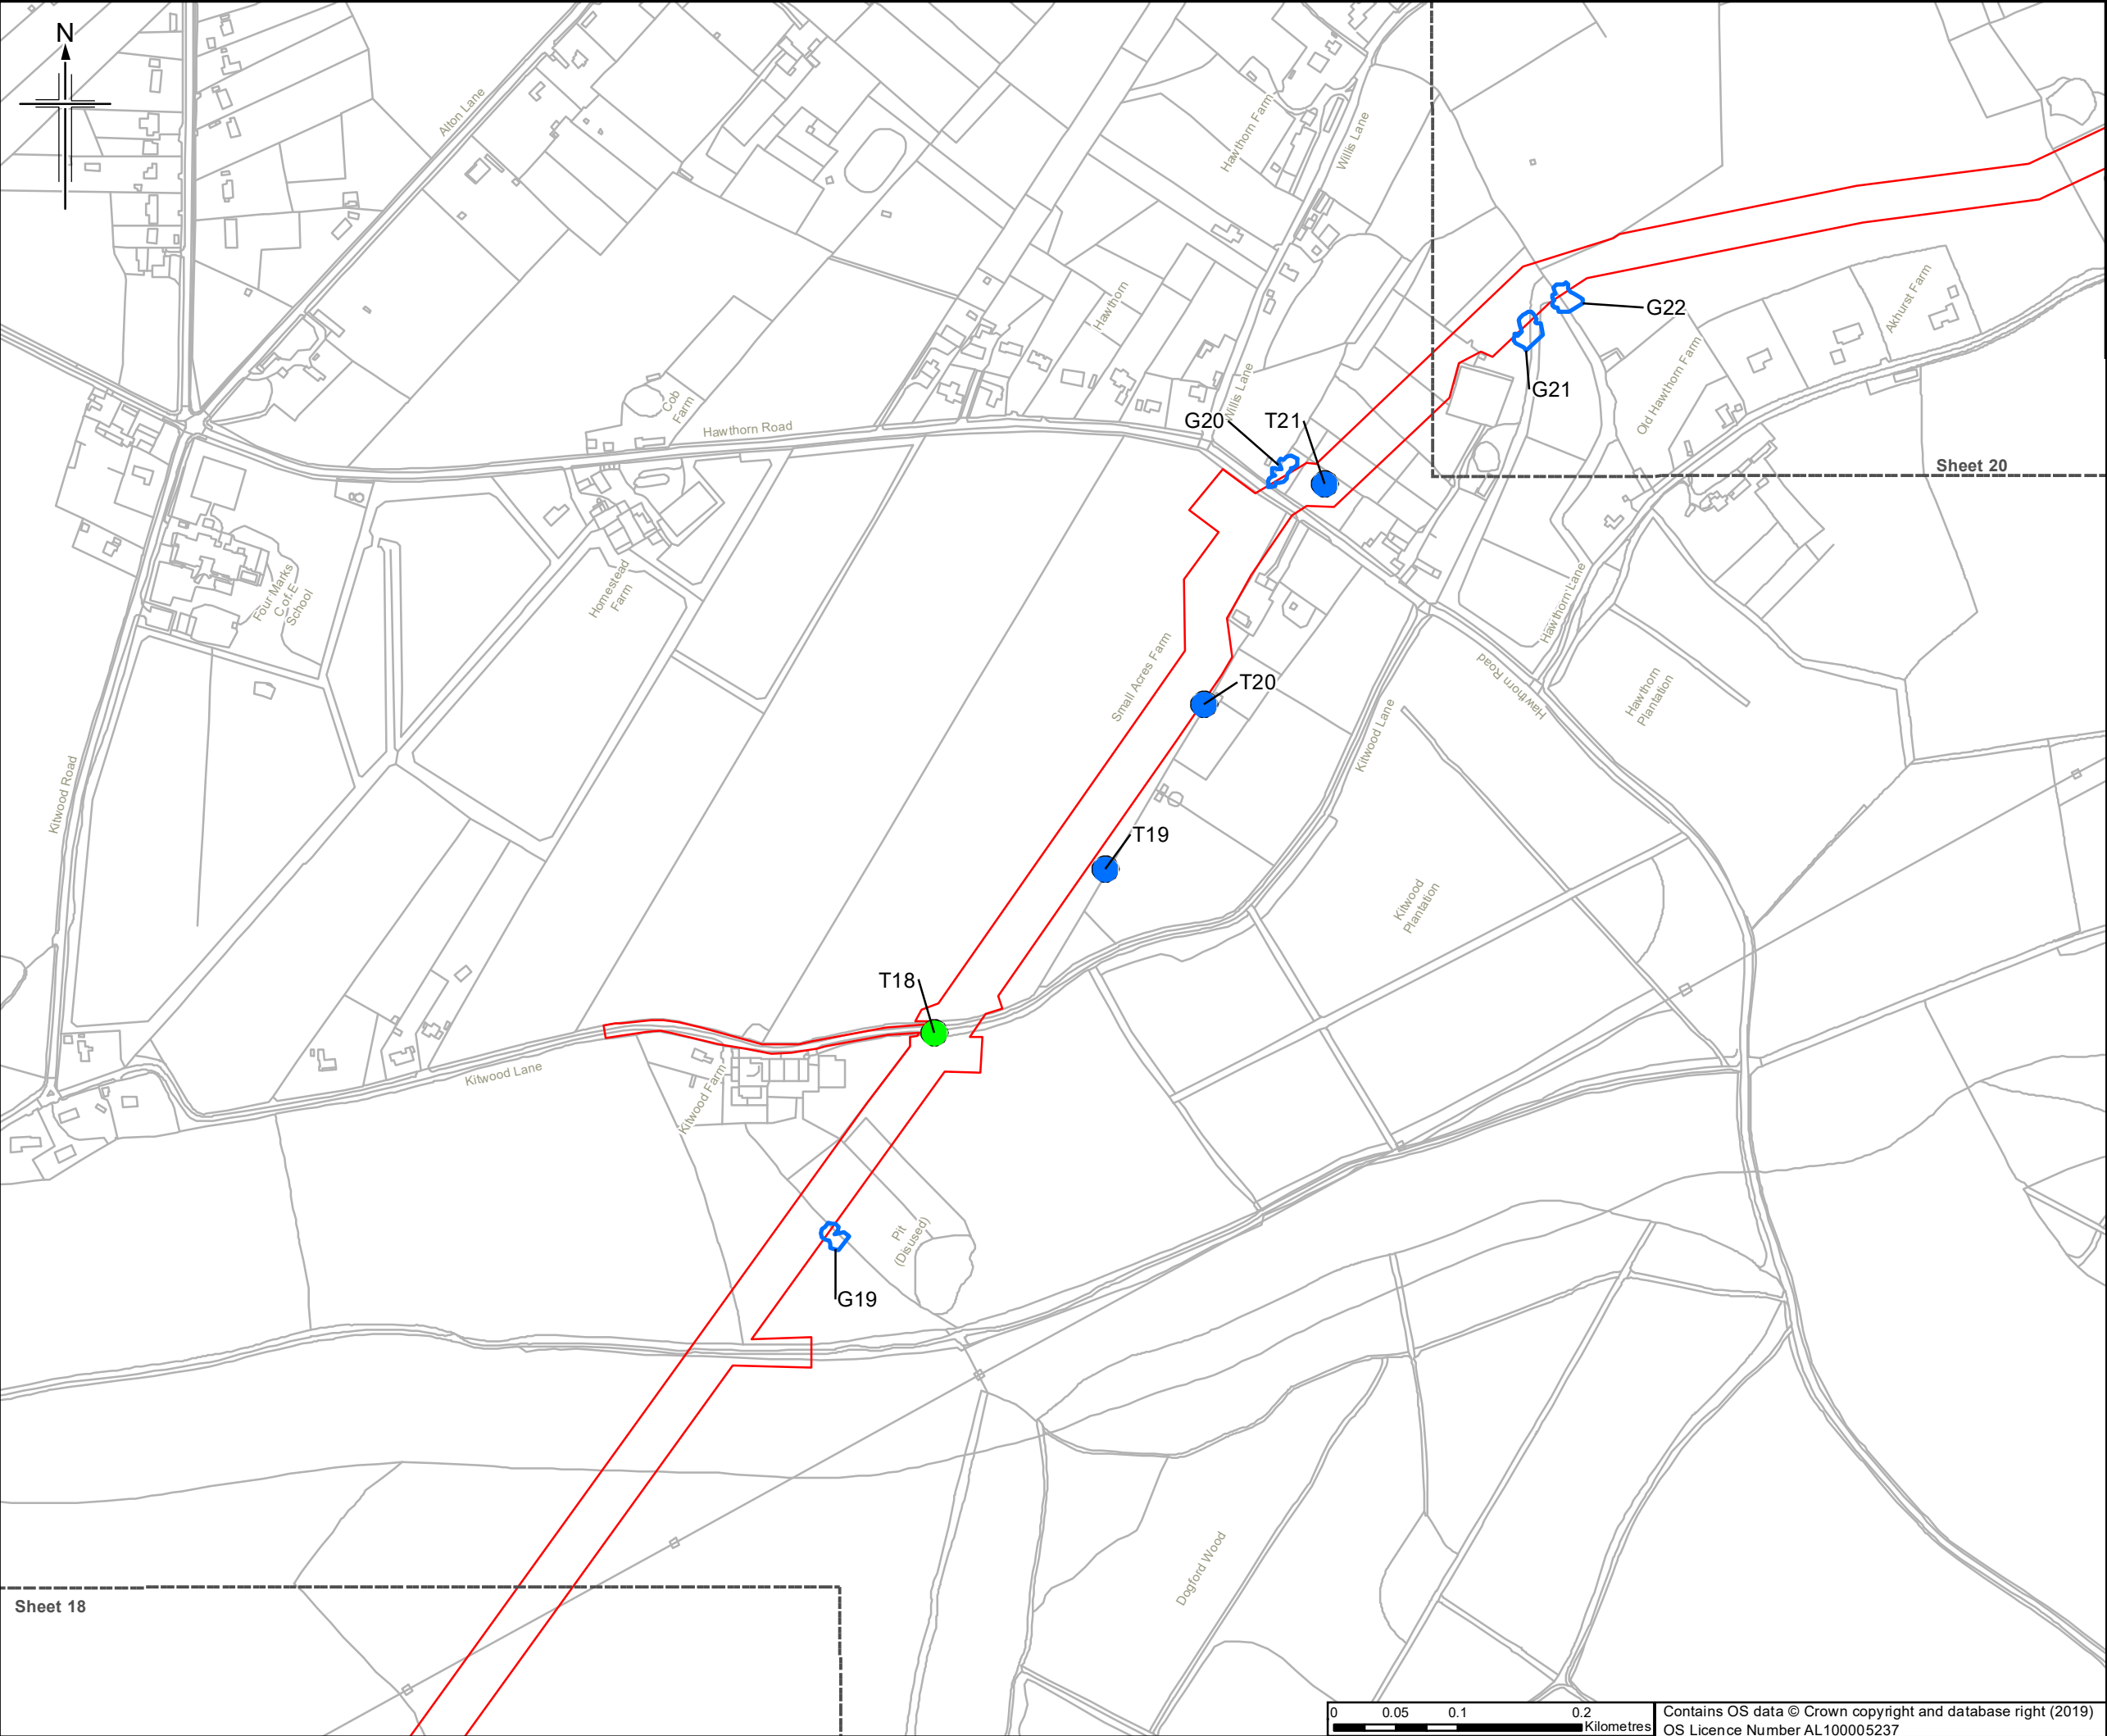 N
Alton Lane
Hawthorn Farm
Willis Lane
Hawthorn
Akhurst Farm
G22
G21
Old Hawthorn Farm
Cob
Farm
Hawthorn Road
Willis Lane
G20
T21
Sheet 20
Four Marks
C of E
School
Homestead
Farm
Hawthorn Lane
Small Acres Farm
T20
Hawthorn Road
Hawthorn
Plantation
Kitwood Lane
Kitwood Road
T19
Kitwood
Plantation
T18
Kitwood Lane
Kitwood Farm
Pit
(Disused)
G19
Dogford Wood
Sheet 18
0 0.05 0.1 0.2
Kilometres
Contains OS data © Crown copyright and database right (2019)
OS Licence Number AL100005237